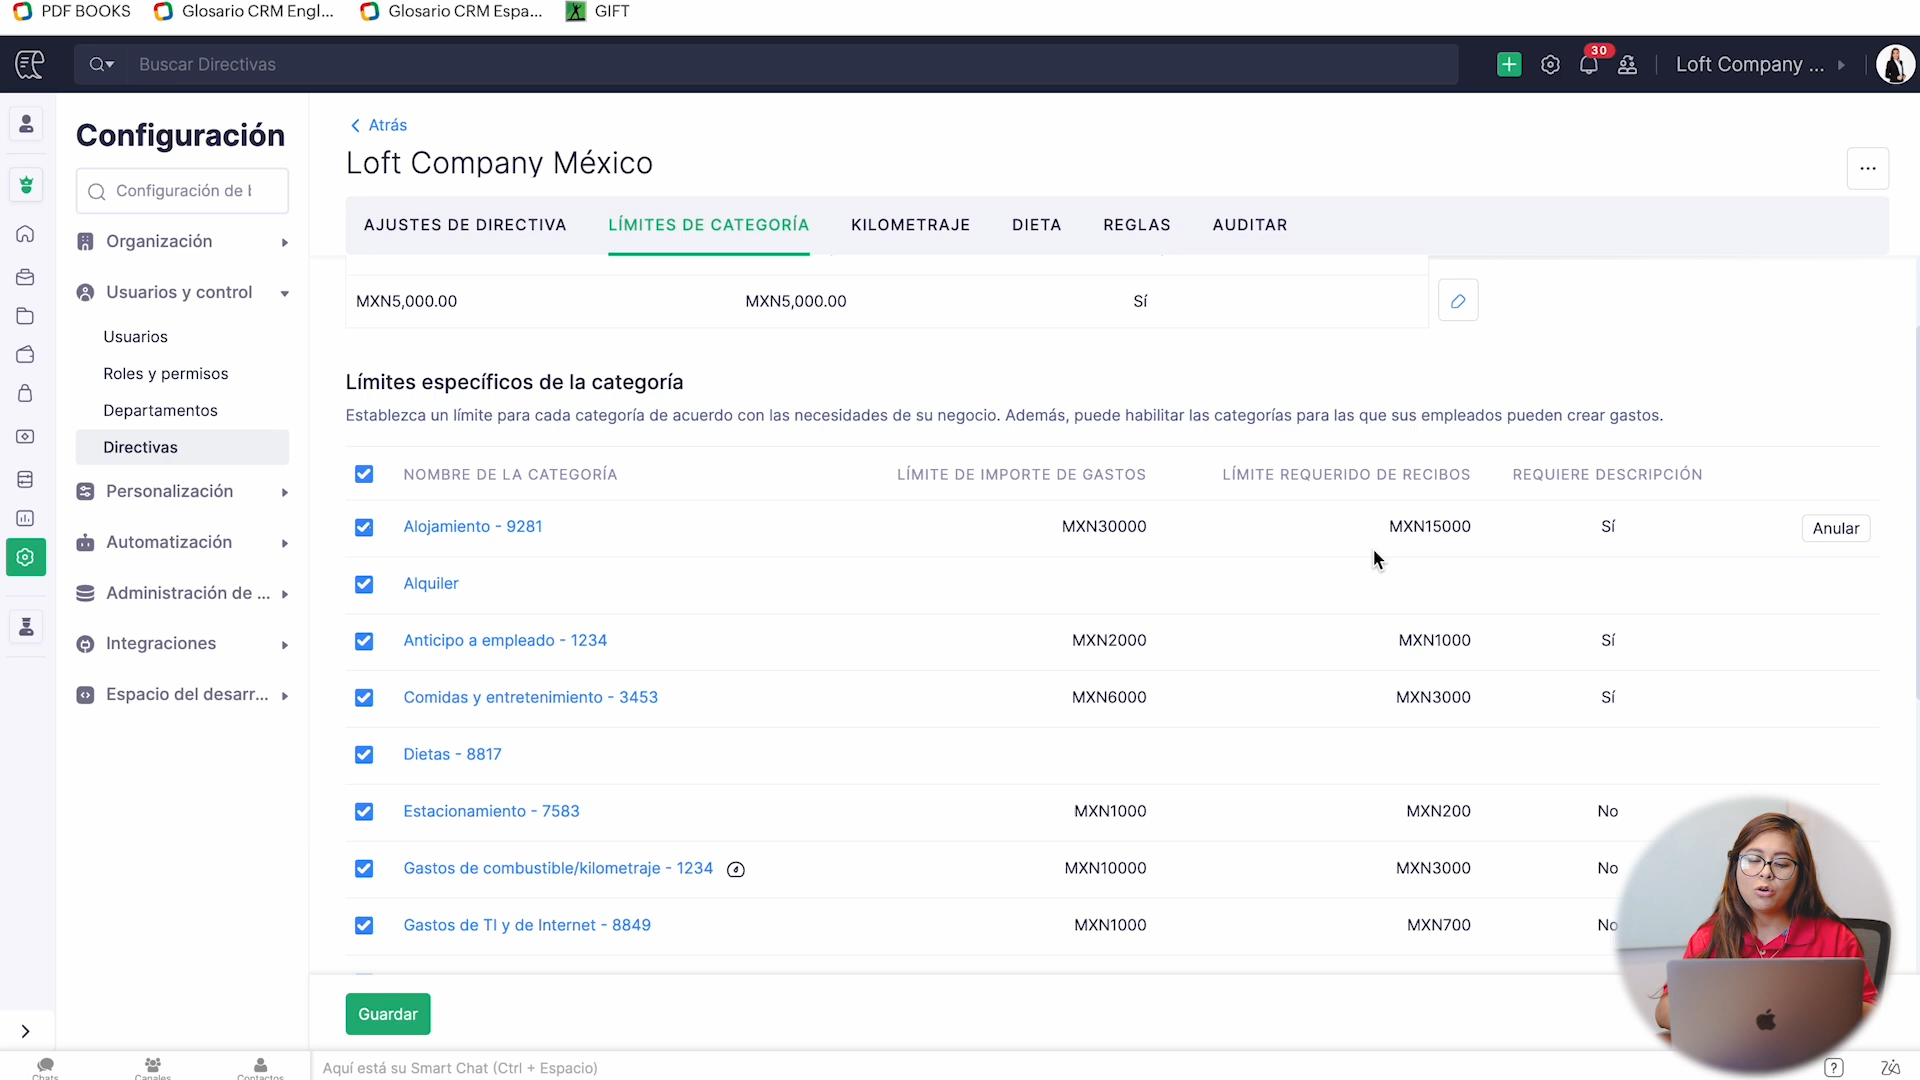 PDF BOOKS
Glosario CRM Engl...
Glosario CRM Espa...
GIFT
Buscar Directivas
30
Loft Company ...
Configuración
Configuración de
Organización
Usuarios y control
Usuarios
Roles y permisos
Departamentos
Directivas
Personalización
Automatización
Administración de ...
Integraciones
Espacio del desarr...
Atrás
Loft Company México
...
AJUSTES DE DIRECTIVA
LÍMITES DE CATEGORÍA
KILOMETRAJE
DIETA
REGLAS
AUDITAR
MXN5,000.00 MXN5,000.00 Sí
Límites específicos de la categoría
Establezca un límite para cada categoría de acuerdo con las necesidades de su negocio. Además, puede habilitar las categorías para las que sus empleados pueden crear gastos.
NOMBRE DE LA CATEGORÍA LÍMITE DE IMPORTE DE GASTOS LÍMITE REQUERIDO DE RECIBOS REQUIERE DESCRIPCIÓN
Alojamiento - 9281 MXN30000 MXN15000 Sí Anular
Alquiler
Anticipo a empleado - 1234 MXN2000 MXN1000 Sí
Comidas y entretenimiento - 3453 MXN6000 MXN3000 Sí
Dietas - 8817
Estacionamiento - 7583 MXN1000 MXN200 No
Gastos de combustible/kilometraje - 1234 MXN10000 MXN3000 No
Gastos de TI y de Internet - 8849 MXN1000 MXN700 No
Guardar
Chats
Canales
Contactos
Aquí está su Smart Chat (Ctrl + Espacio)
?